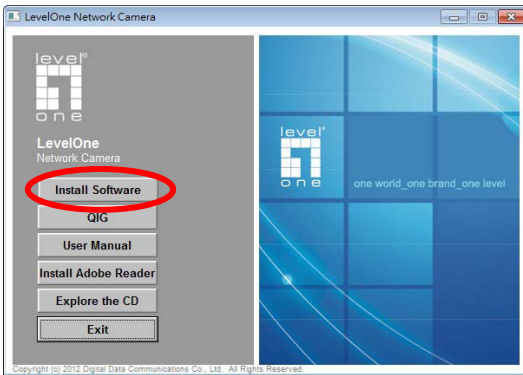 LevelOne Network Camera
level®
one
LevelOne
Network Camera
Install Software
QIG
User Manual
Install Adobe Reader
Explore the CD
Exit
level®
one
one world_one brand_one level
Copyright (c) 2012 Digital Data Communications Co., Ltd. All Rights Reserved.